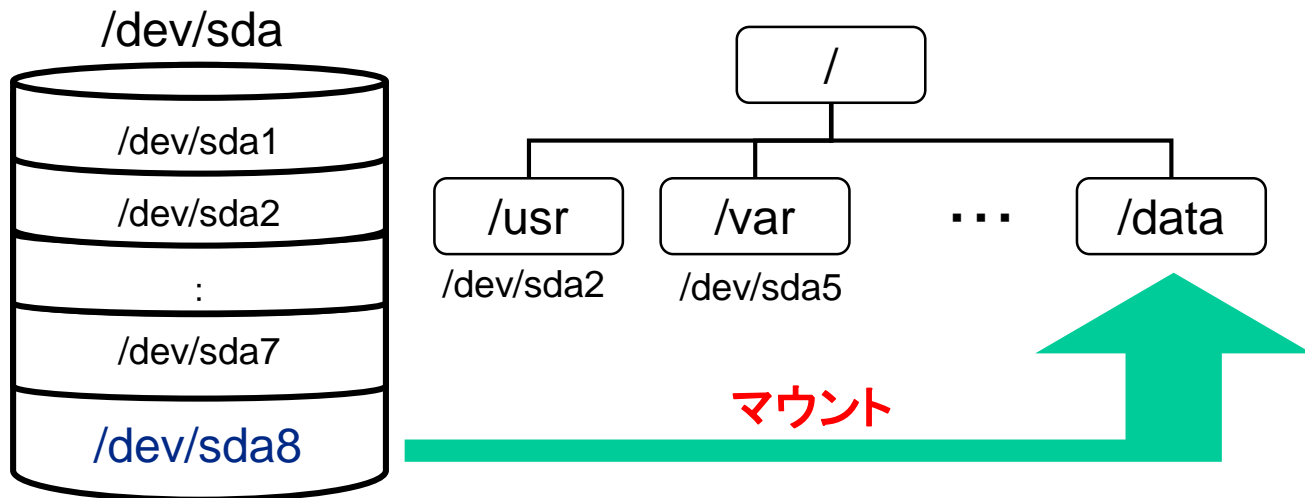 /dev/sda
/dev/sda1
/dev/sda2
:
/dev/sda7
/dev/sda8
/
/usr
/var
...
/data
/dev/sda2
/dev/sda5
マウント